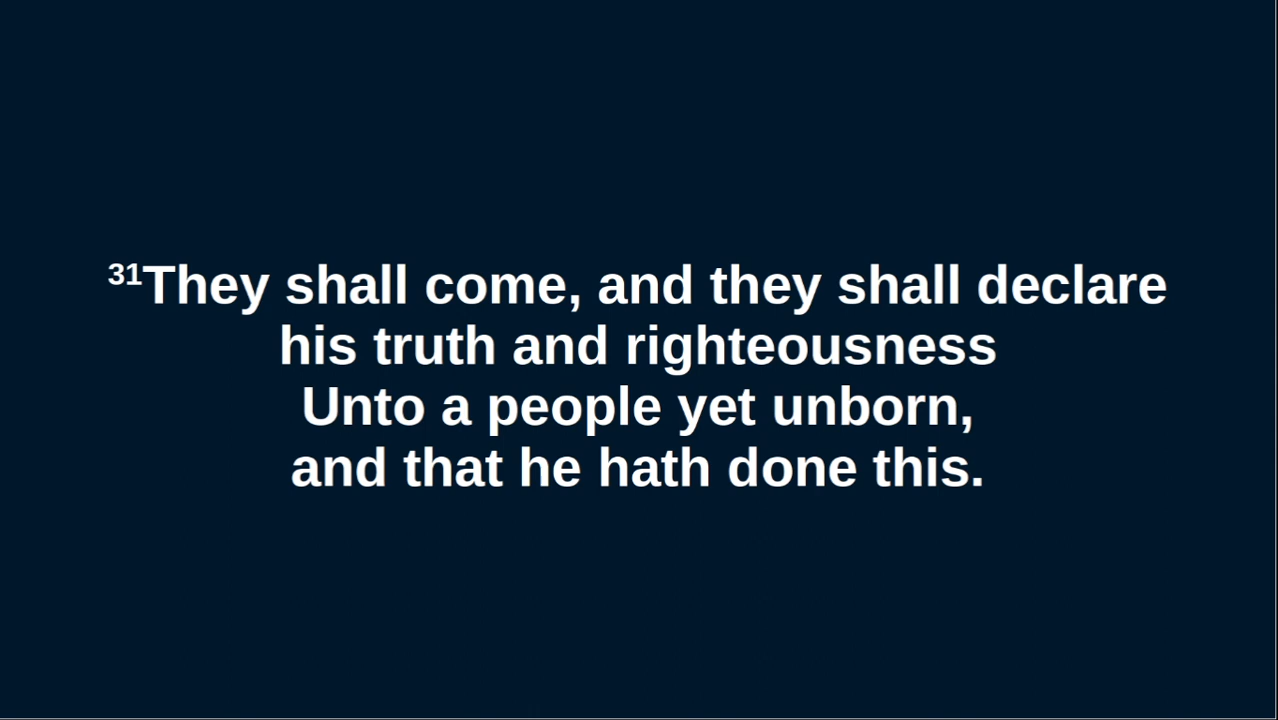 31They shall come, and they shall declare
his truth and righteousness
Unto a people yet unborn,
and that he hath done this.